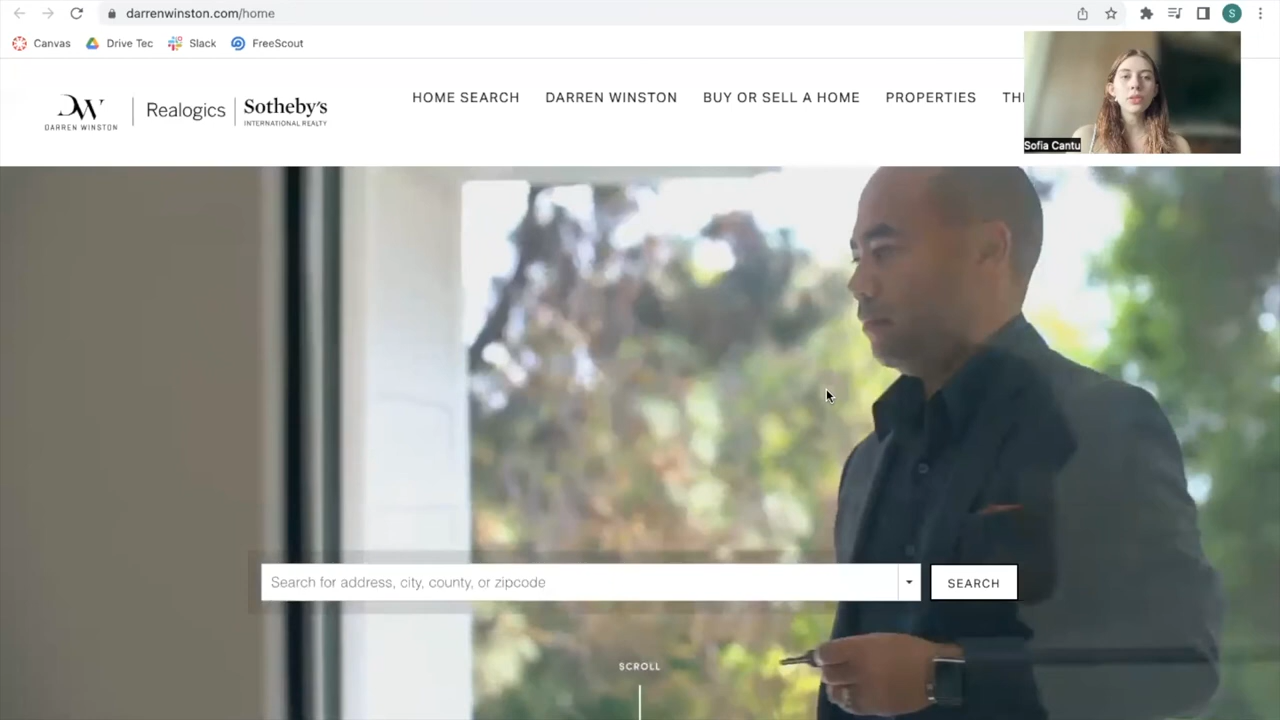 darrenwinston.com/home
S
Canvas
Drive Tec
Slack
FreeScout
DW
DARREN WINSTON
Realogics
Sotheby's
INTERNATIONAL REALTY
HOME SEARCH
DARREN WINSTON
BUY OR SELL A HOME
PROPERTIES
TH
Sofia Cantu
Search for address, city, county, or zipcode
SEARCH
SCROLL